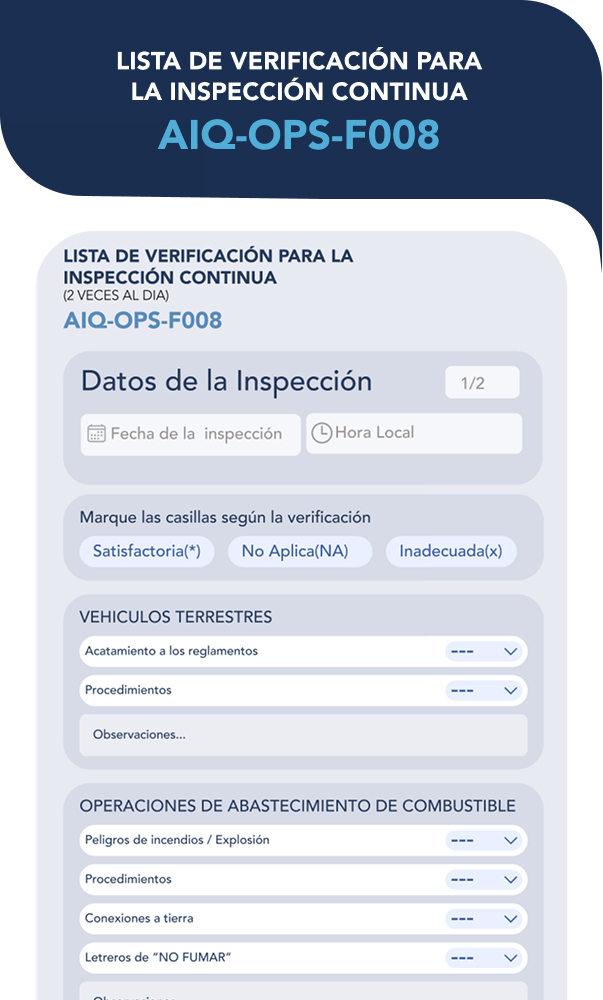 LISTA DE VERIFICACIÓN PARA
LA INSPECCIÓN CONTINUA
AIQ-OPS-F008
LISTA DE VERIFICACIÓN PARA LA
INSPECCIÓN CONTINUA
(2 VECES AL DIA)
AIQ-OPS-F008
Datos de la Inspección
1/2
Fecha de la inspección
Hora Local
Marque las casillas según la verificación
Satisfactoria(*)
No Aplica(NA)
Inadecuada(x)
VEHICULOS TERRESTRES
Acatamiento a los reglamentos
---
Procedimientos
---
Observaciones...
OPERACIONES DE ABASTECIMIENTO DE COMBUSTIBLE
Peligros de incendios / Explosión
---
Procedimientos
---
Conexiones a tierra
---
Letreros de “NO FUMAR”
---